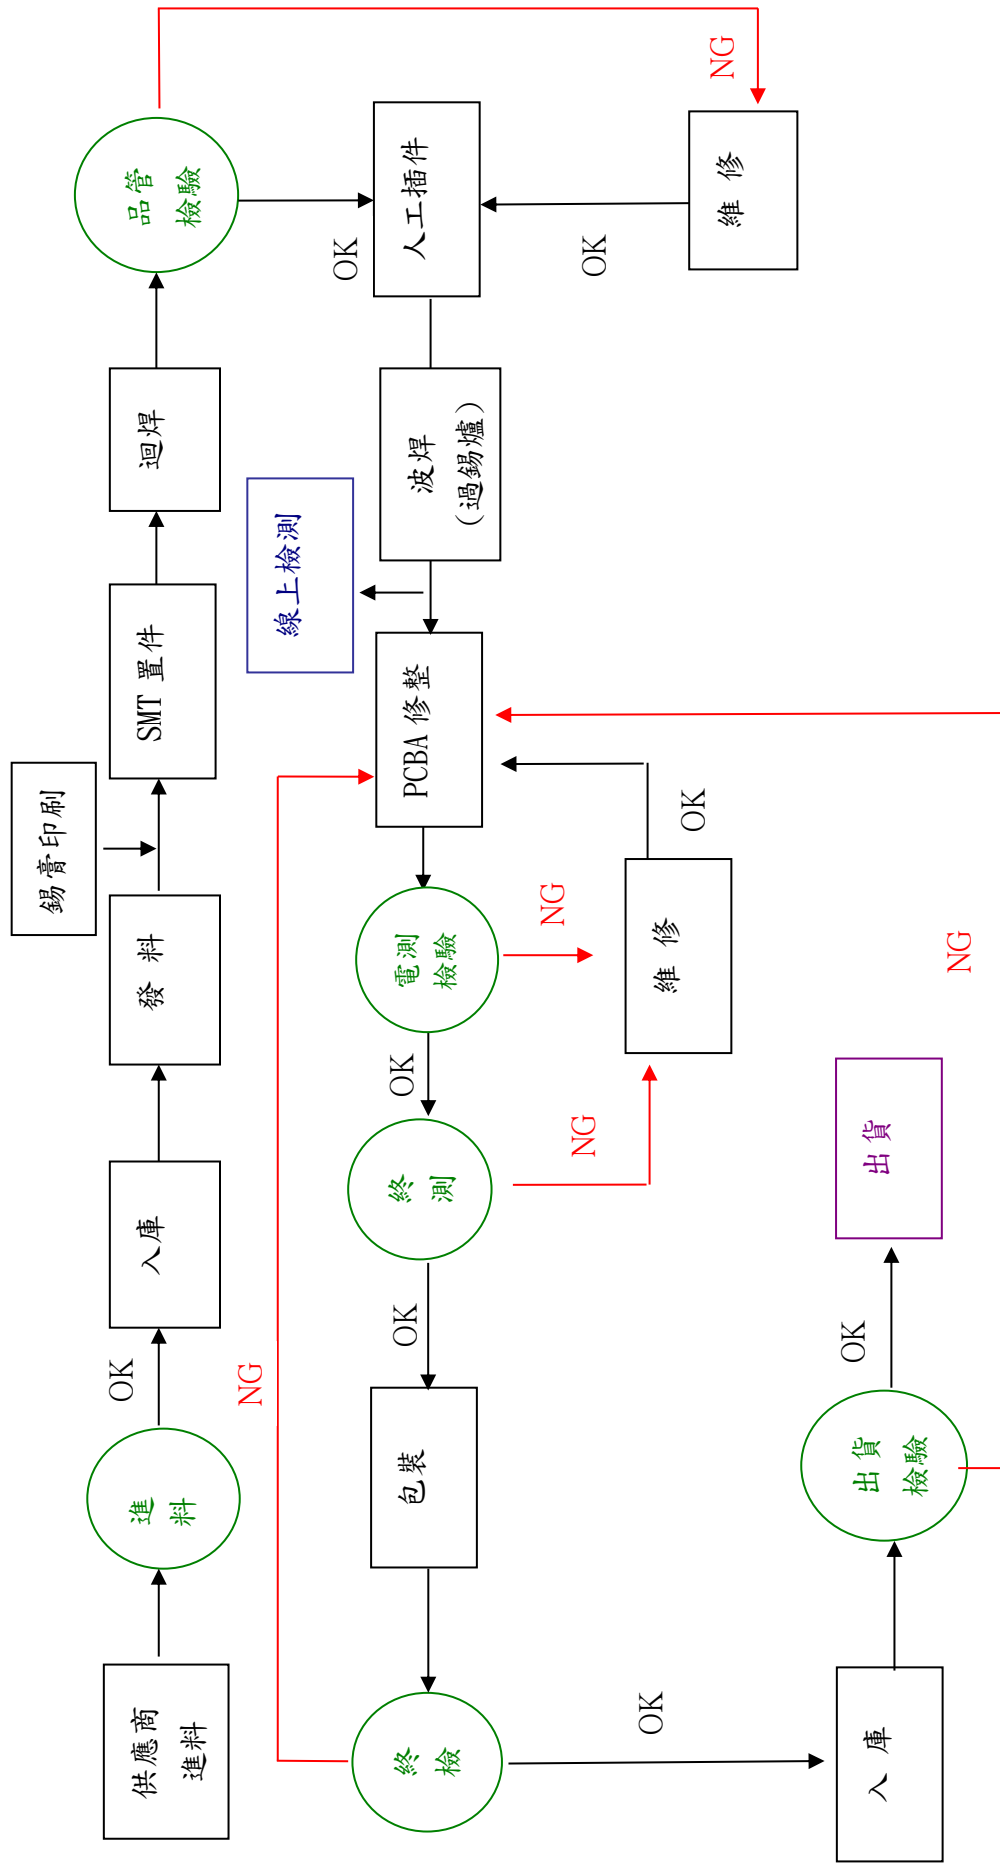 供應商
進料
進
料
OK
入庫
發 料
錫膏印刷
SMT 置件
迴焊
品管
檢驗
NG
維 修
OK
OK
人工插件
波焊
(過錫爐)
線上檢測
PCBA 修整
電測
檢驗
NG
維 修
OK
OK
終
測
NG
OK
包裝
終
檢
NG
OK
入 庫
出貨
檢驗
NG
OK
出貨